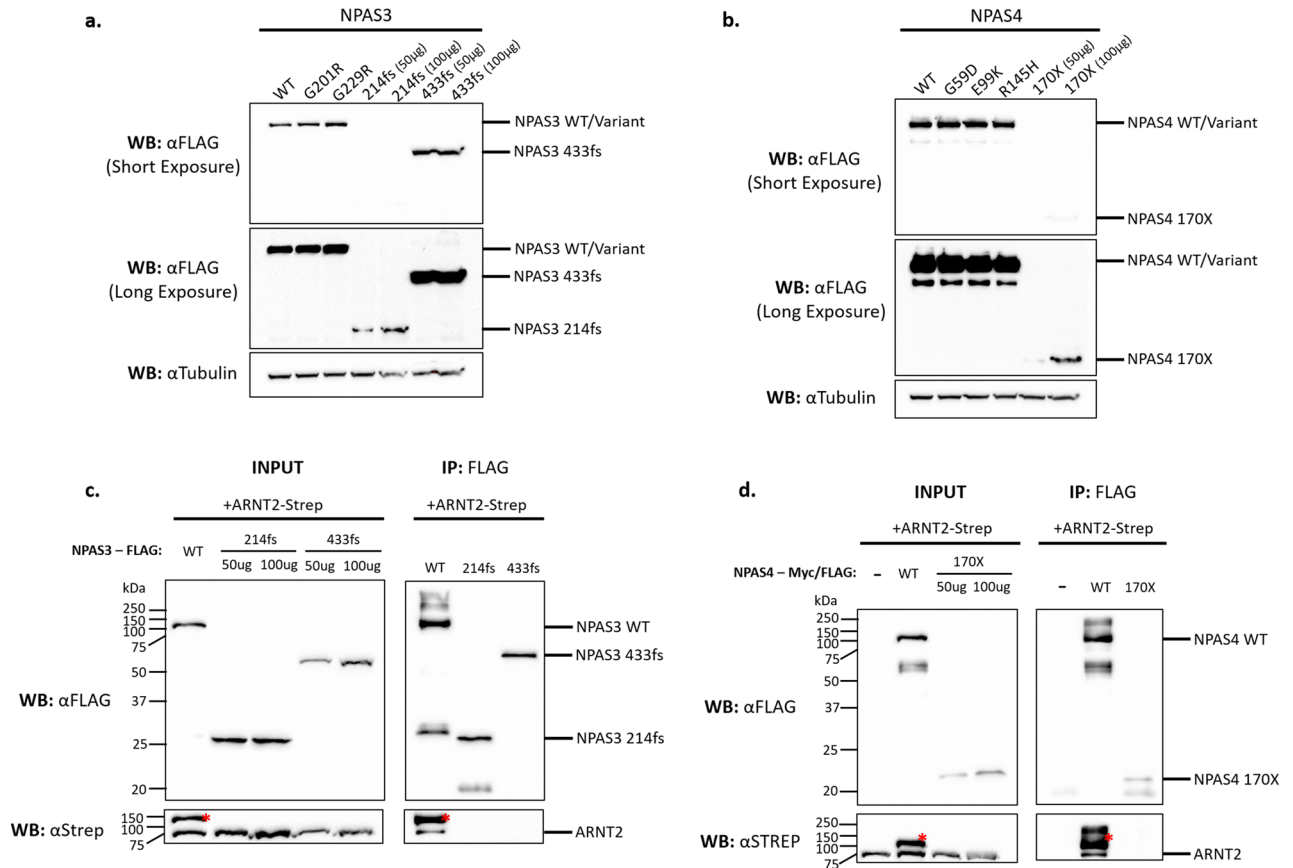 a.
NPAS3
WT
G201R
G229R
214fs (50µg)
214fs (100µg)
433fs (50µg)
433fs (100µg)
WB: αFLAG
(Short Exposure)
NPAS3 WT/Variant
NPAS3 433fs
WB: αFLAG
(Long Exposure)
NPAS3 WT/Variant
NPAS3 433fs
NPAS3 214fs
WB: αTubulin
b.
NPAS4
WT
G59D
E99K
R145H
170X (50µg)
170X (100µg)
WB: αFLAG
(Short Exposure)
NPAS4 WT/Variant
NPAS4 170X
WB: αFLAG
(Long Exposure)
NPAS4 WT/Variant
NPAS4 170X
WB: αTubulin
c.
INPUT
IP: FLAG
+ARNT2-Strep
+ARNT2-Strep
NPAS3 – FLAG:
WT
214fs
433fs
50ug 100ug
50ug 100ug
WT 214fs 433fs
kDa
250
150
100
75
50
37
25
20
WB: αFLAG
NPAS3 WT
NPAS3 433fs
NPAS3 214fs
WB: αStrep
150
100
75
*
*
ARNT2
d.
INPUT
IP: FLAG
+ARNT2-Strep
+ARNT2-Strep
NPAS4 – Myc/FLAG:
– WT
170X
50ug 100ug
– WT 170X
kDa
250
150
100
75
50
37
25
20
WB: αFLAG
NPAS4 WT
NPAS4 170X
WB: αSTREP
250
150
100
75
*
*
ARNT2